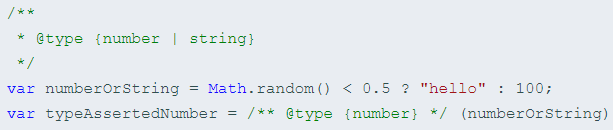 /**
 * @type {number | string}
 */
var numberOrString = Math.random() < 0.5 ? "hello" : 100;
var typeAssertedNumber = /** @type {number} */ (numberOrString)